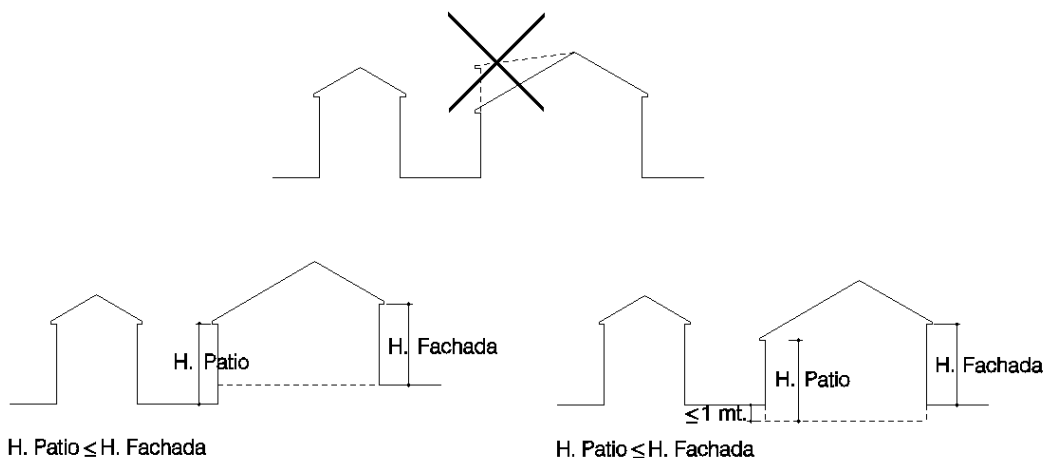 H. Patio
H. Fachada
H. Patio ≤ H. Fachada
H. Patio
H. Fachada
≤1 mt.
H. Patio ≤ H. Fachada